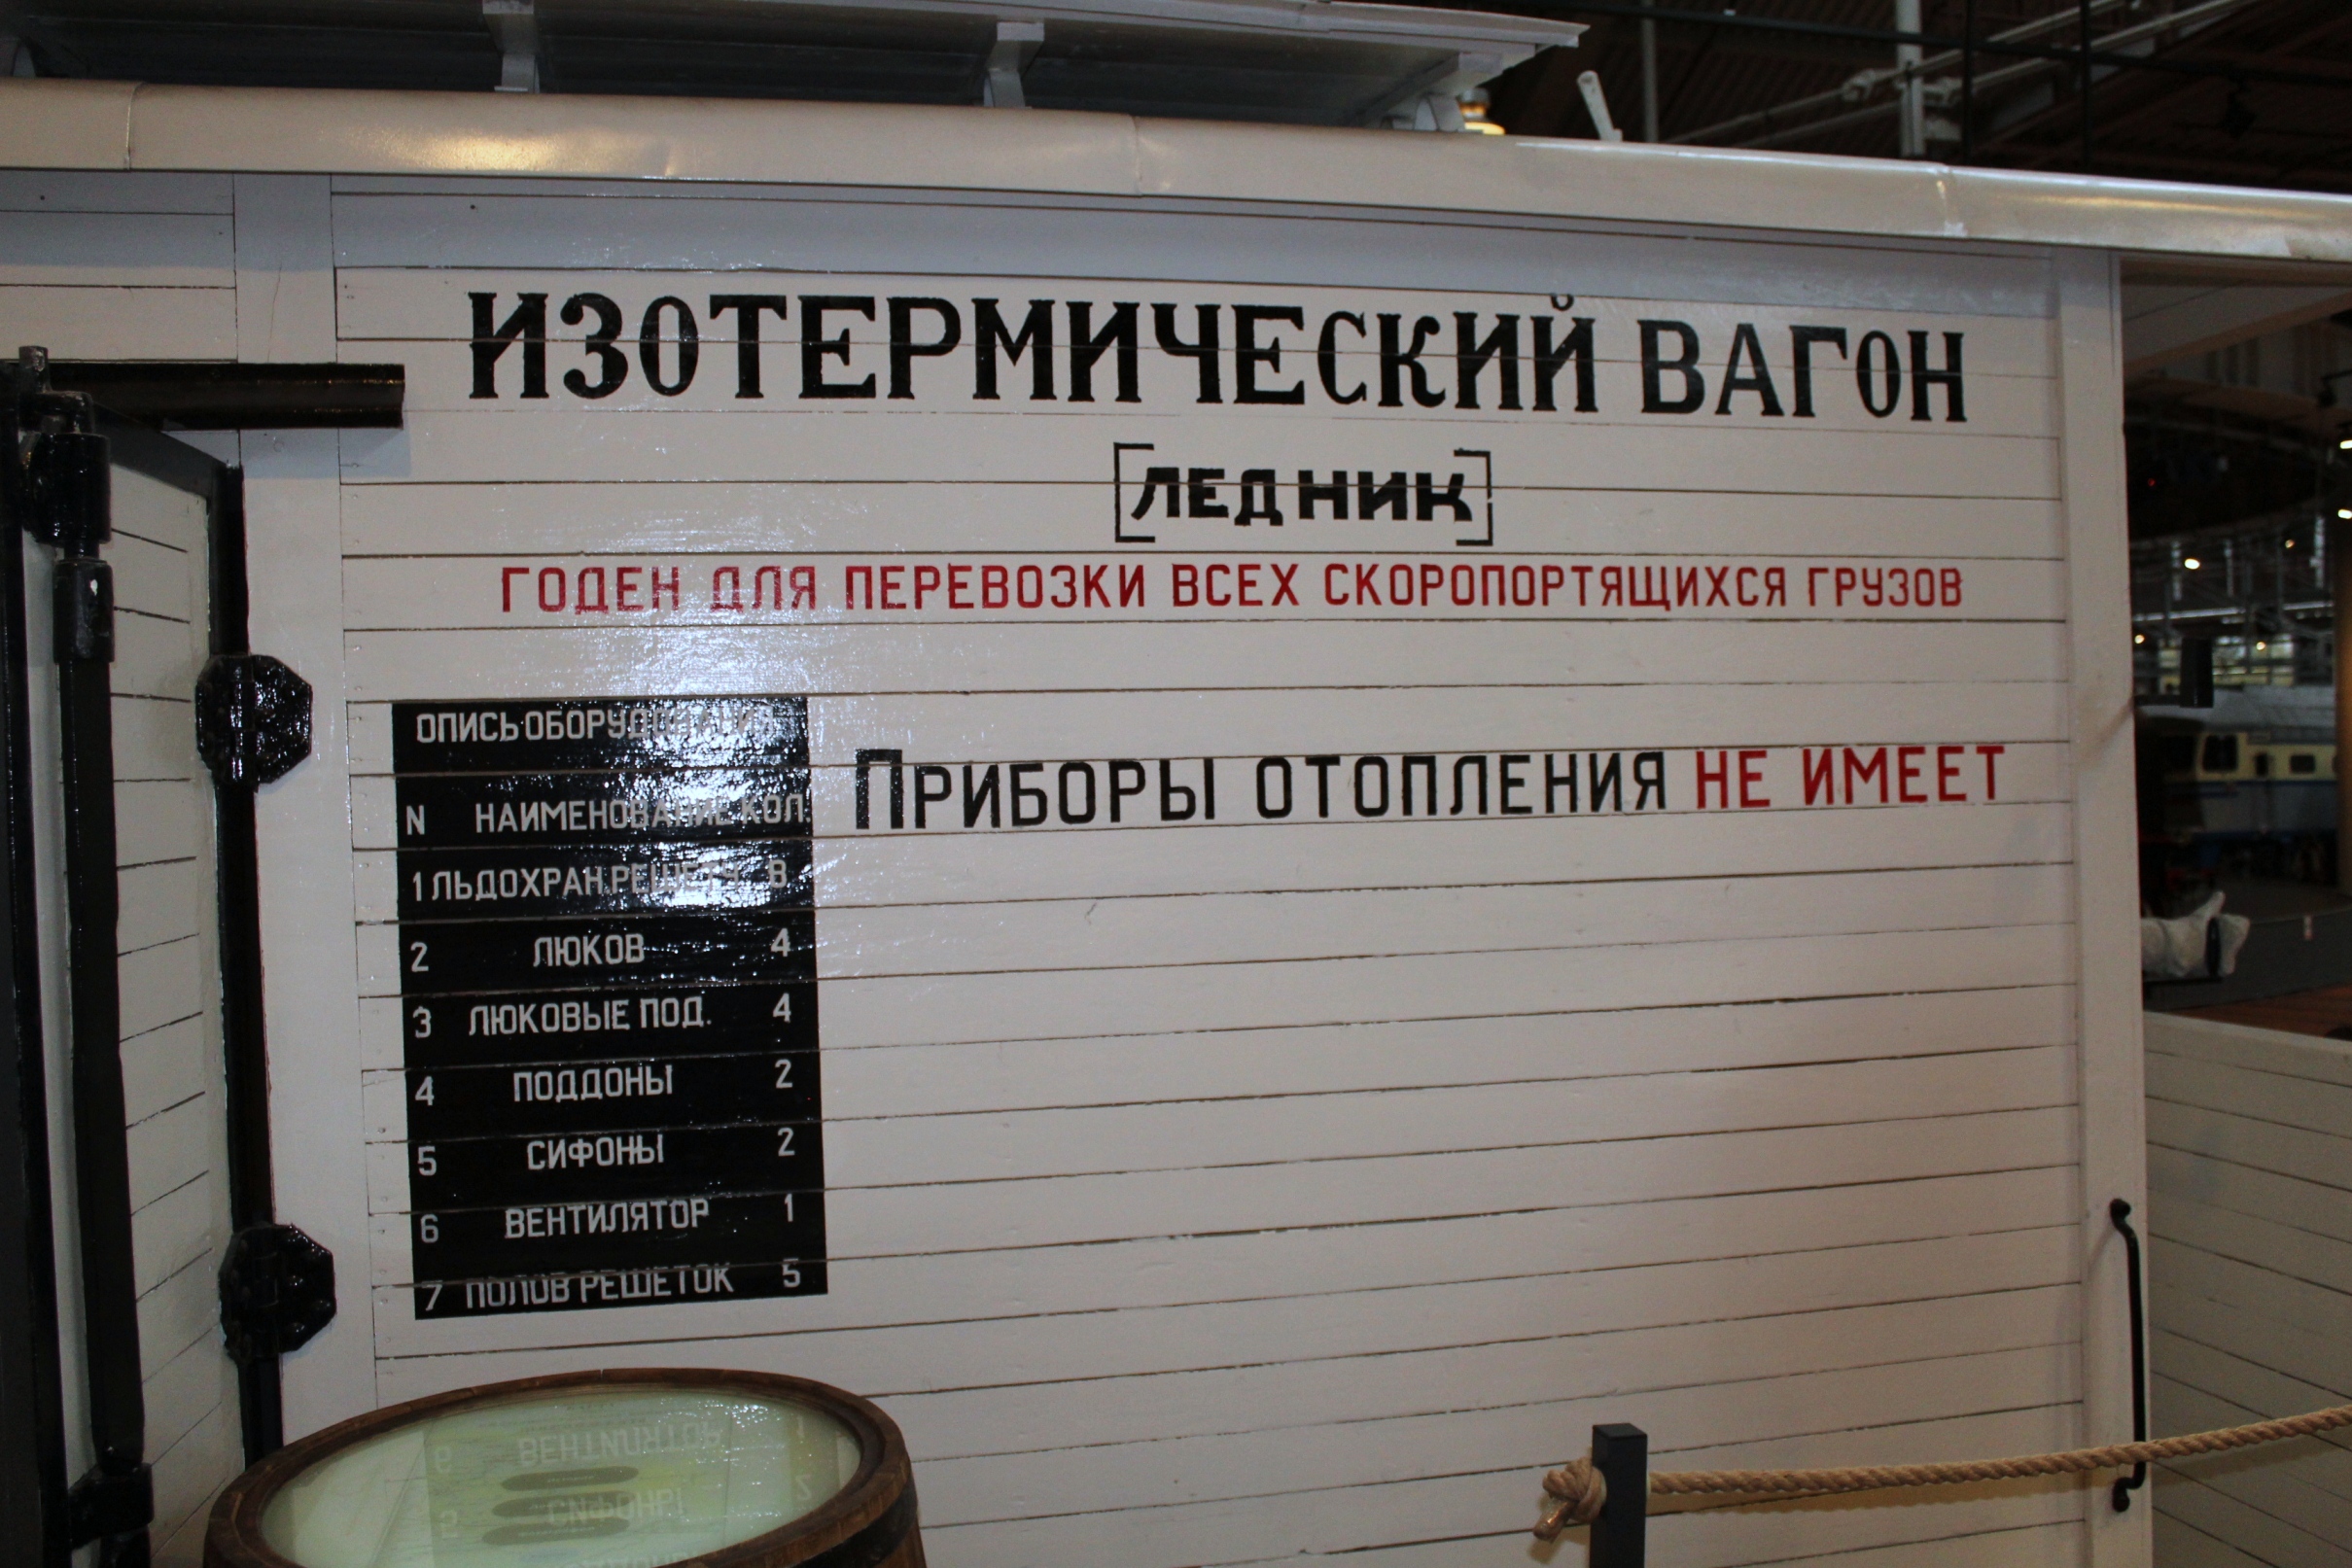 ИЗОТЕРМИЧЕСКИЙ ВАГОН
[ЛЕДНИК]
ГОДЕН ДЛЯ ПЕРЕВОЗКИ ВСЕХ СКОРОПОРТЯЩИХСЯ ГРУЗОВ
ПРИБОРЫ ОТОПЛЕНИЯ НЕ ИМЕЕТ
ОПИСЬ
N НАИМЕНОВАНИЕ КОЛ.
1 ЛЬДОХРАН. 8
2 ЛЮКОВ 4
3 ЛЮКОВЫЕ ПОД. 4
4 ПОДДОНЫ 2
5 СИФОНЫ 2
6 ВЕНТИЛЯТОР 1
7 ПОЛОВ РЕШЕТОК 5